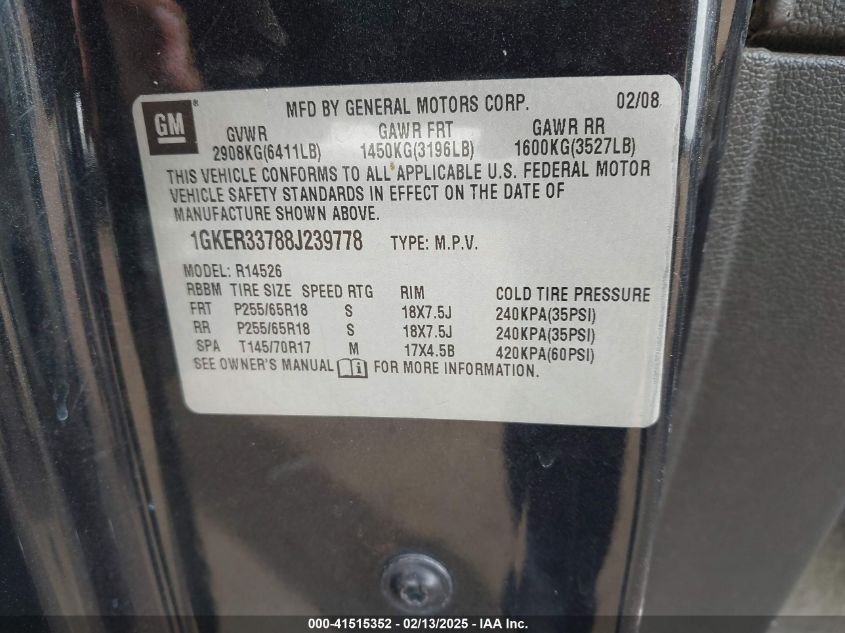 GM® MFD BY GENERAL MOTORS CORP. 02/08
GVWR GAWR FRT GAWR RR
2908KG(6411LB) 1450KG(3196LB) 1600KG(3527LB)
THIS VEHICLE CONFORMS TO ALL APPLICABLE U.S. FEDERAL MOTOR
VEHICLE SAFETY STANDARDS IN EFFECT ON THE DATE OF
MANUFACTURE SHOWN ABOVE.
1GKER33788J239778 TYPE: M.P.V.
MODEL: R14526
RBBM TIRE SIZE SPEED RTG RIM COLD TIRE PRESSURE
FRT P255/65R18 S 18X7.5J 240KPA(35PSI)
RR P255/65R18 S 18X7.5J 240KPA(35PSI)
SPA T145/70R17 M 17X4.5B 420KPA(60PSI)
SEE OWNER'S MANUAL FOR MORE INFORMATION.
000-41515352 - 02/13/2025 - IAA Inc.